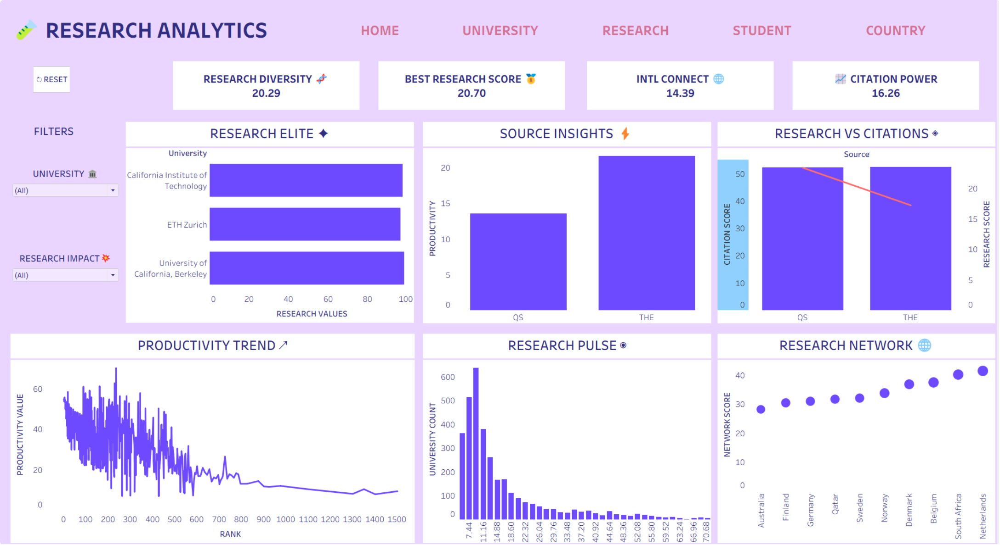 RESEARCH ANALYTICS
HOME
UNIVERSITY
RESEARCH
STUDENT
COUNTRY
RESET
RESEARCH DIVERSITY
20.29
BEST RESEARCH SCORE
20.70
INTL CONNECT
14.39
CITATION POWER
16.26
FILTERS
UNIVERSITY
(All)
RESEARCH IMPACT
(All)
RESEARCH ELITE
University
California Institute of
Technology
ETH Zurich
University of
California, Berkeley
0 20 40 60 80 100
RESEARCH VALUES
SOURCE INSIGHTS
PRODUCTIVITY
20
15
10
5
0
QS THE
RESEARCH VS CITATIONS
Source
CITATION SCORE
50
40
30
20
10
0
QS THE
20
15
10
5
0
RESEARCH SCORE
PRODUCTIVITY TREND
PRODUCTIVITY VALUE
60
40
20
0
0 100 200 300 400 500 600 700 800 900 1000 1100 1200 1300 1400 1500
RANK
RESEARCH PULSE
UNIVERSITY COUNT
600
500
400
300
200
100
0
7.44 11.16 14.88 18.60 22.32 26.04 29.76 33.48 37.20 40.92 44.64 48.36 52.08 55.80 59.52 63.24 66.96 70.68
RESEARCH NETWORK
NETWORK SCORE
40
30
20
10
0
Australia Finland Germany Qatar Sweden Norway Denmark Belgium South Africa Netherlands